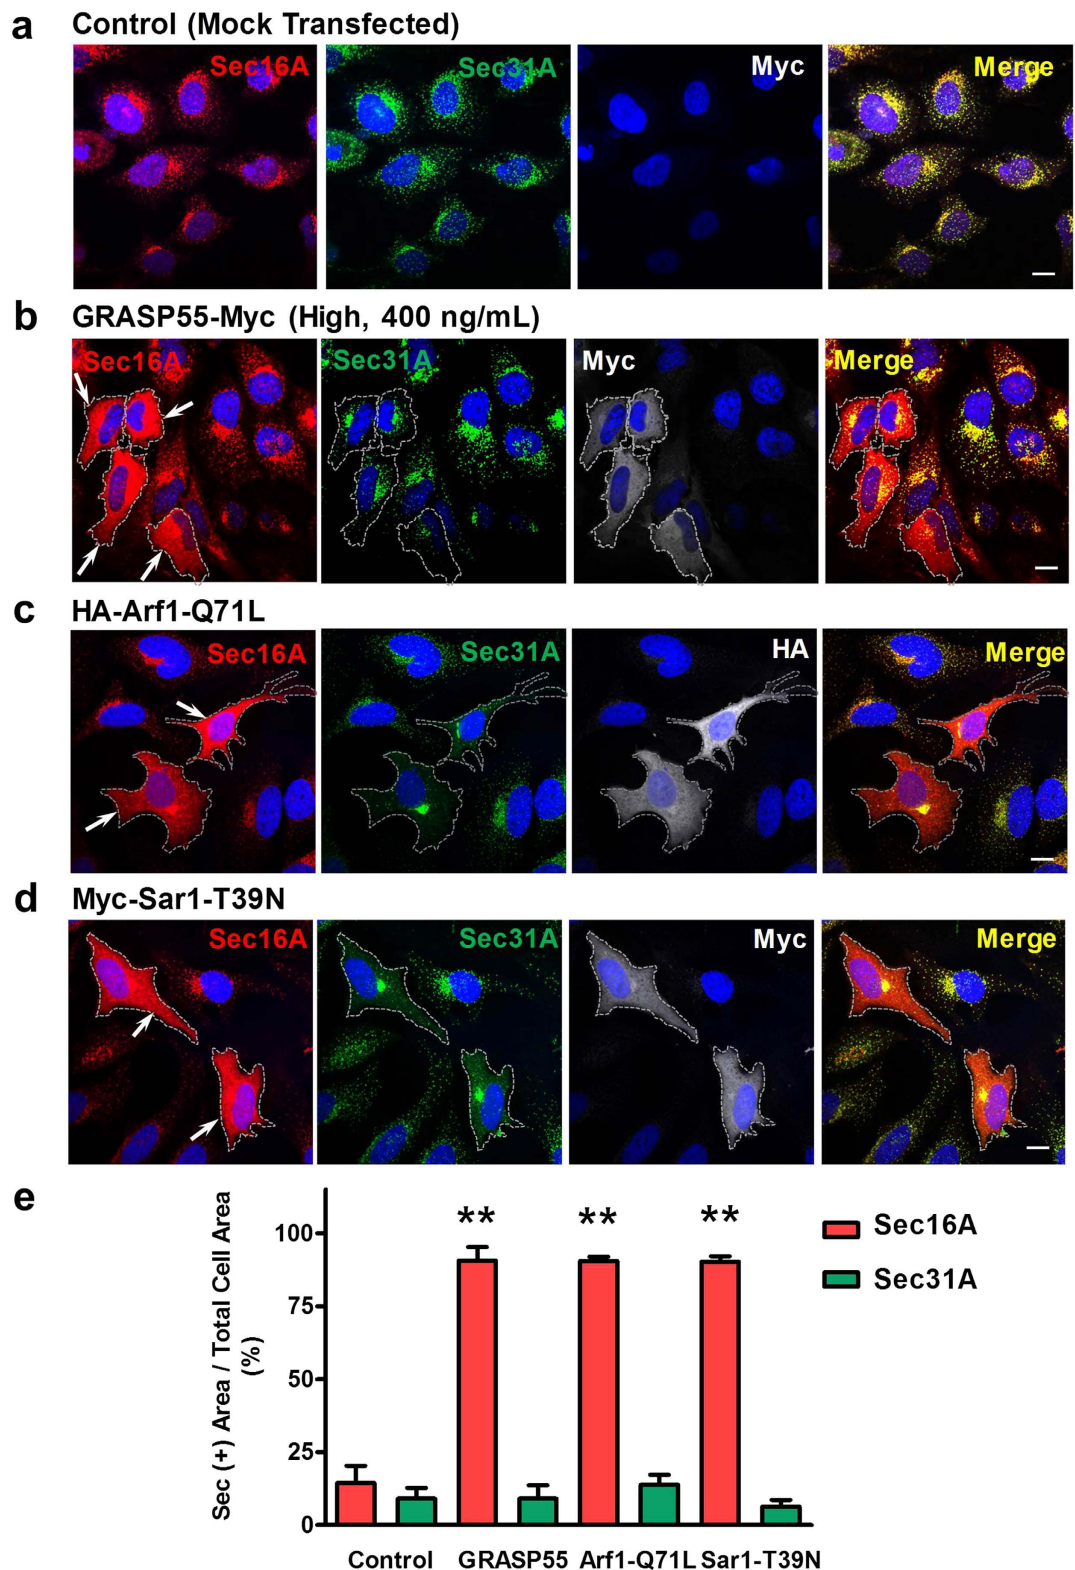 a Control (Mock Transfected)
Sec16A Sec31A Myc Merge
b GRASP55-Myc (High, 400 ng/mL)
Sec16A Sec31A Myc Merge
c HA-Arf1-Q71L
Sec16A Sec31A HA Merge
d Myc-Sar1-T39N
Sec16A Sec31A Myc Merge
e
Sec (+) Area / Total Cell Area
(%)
100
75
50
25
0
** ** **
Sec16A
Sec31A
Control GRASP55 Arf1-Q71L Sar1-T39N